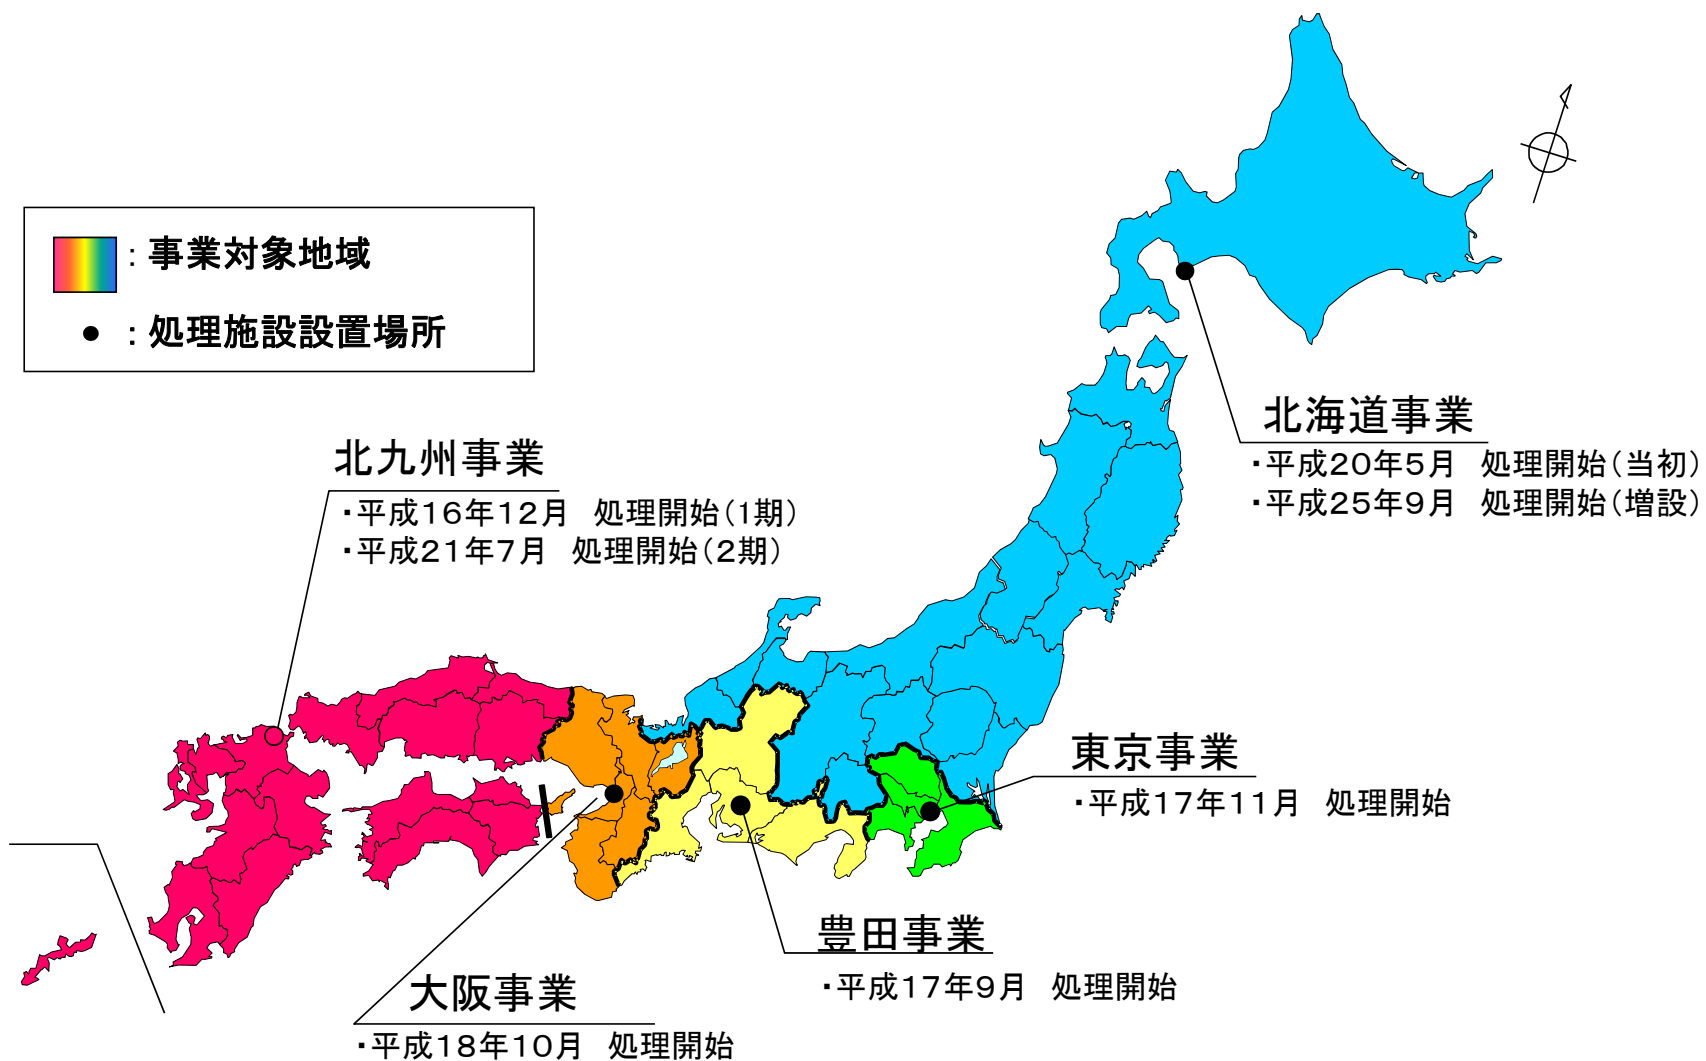 ：事業対象地域
●：処理施設設置場所
北海道事業
・平成20年5月　処理開始（当初）
・平成25年9月　処理開始（増設）
北九州事業
・平成16年12月　処理開始（1期）
・平成21年7月　処理開始（2期）
東京事業
・平成17年11月　処理開始
豊田事業
・平成17年9月　処理開始
大阪事業
・平成18年10月　処理開始